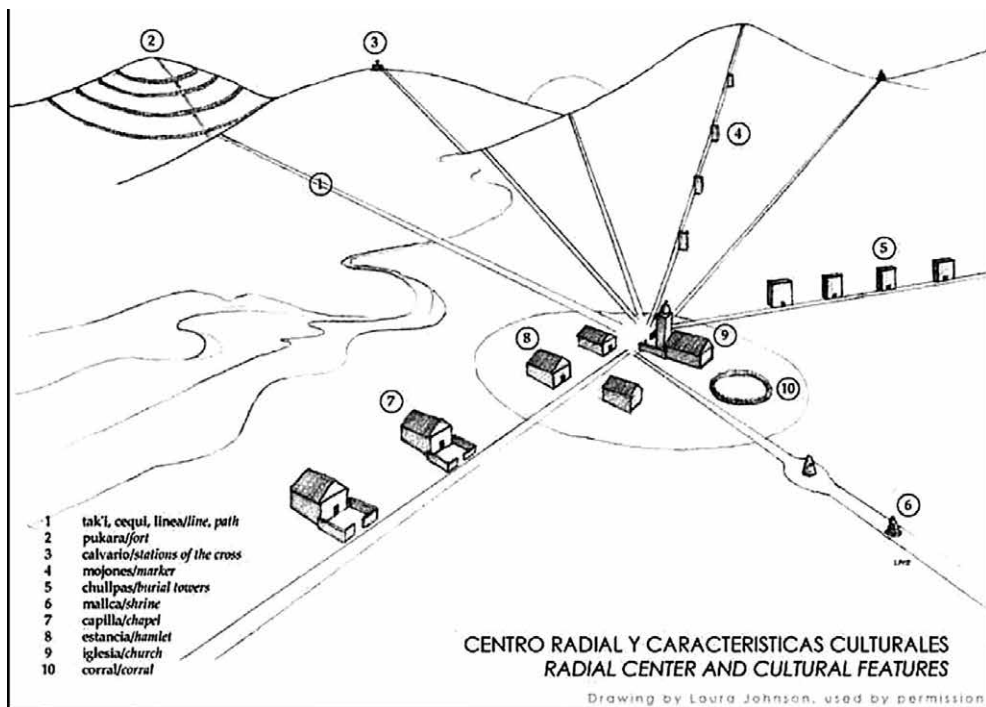 2
3
4
1
5
9
8
10
7
6
1 tak'i, cequi, linea/line, path
2 pukara/fort
3 calvario/stations of the cross
4 mojones/marker
5 chullpas/burial towers
6 mallca/shrine
7 capilla/chapel
8 estancia/hamlet
9 iglesia/church
10 corral/corral
CENTRO RADIAL Y CARACTERISTICAS CULTURALES
RADIAL CENTER AND CULTURAL FEATURES
Drawing by Laura Johnson, used by permission